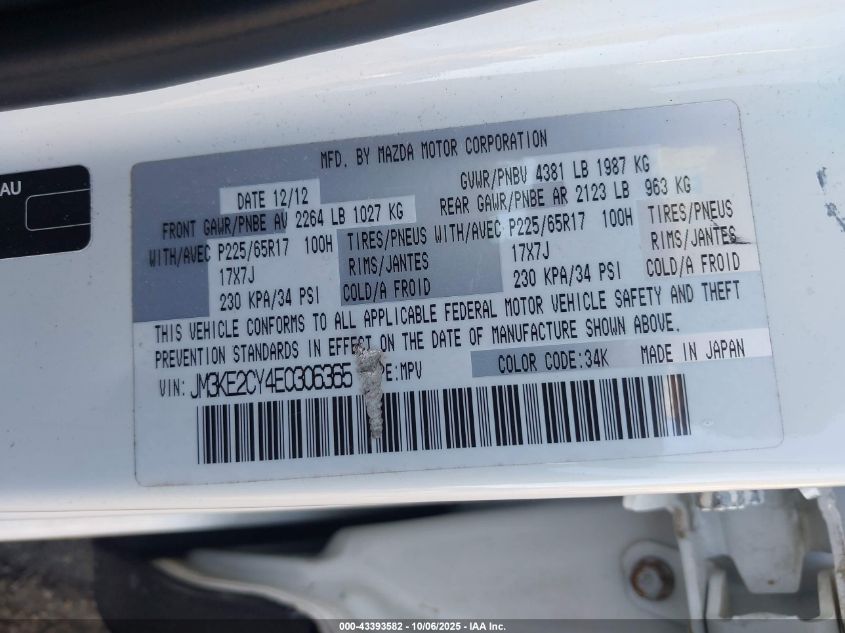 AU
MFD. BY MAZDA MOTOR CORPORATION
DATE 12/12 GVWR/PNBV 4381 LB 1987 KG
FRONT GAWR/PNBE AV 2264 LB 1027 KG REAR GAWR/PNBE AR 2123 LB 963 KG
WITH/AVEC P225/65R17 100H TIRES/PNEUS WITH/AVEC P225/65R17 100H TIRES/PNEUS
17X7J RIMS/JANTES 17X7J RIMS/JANTES
230 KPA/34 PSI COLD/A FROID 230 KPA/34 PSI COLD/A FROID
THIS VEHICLE CONFORMS TO ALL APPLICABLE FEDERAL MOTOR VEHICLE SAFETY AND THEFT
PREVENTION STANDARDS IN EFFECT ON THE DATE OF MANUFACTURE SHOWN ABOVE.
VIN: JM3KE2CY4E0306365 PE:MPV COLOR CODE:34K MADE IN JAPAN
000-43393582 - 10/06/2025 - IAA Inc.